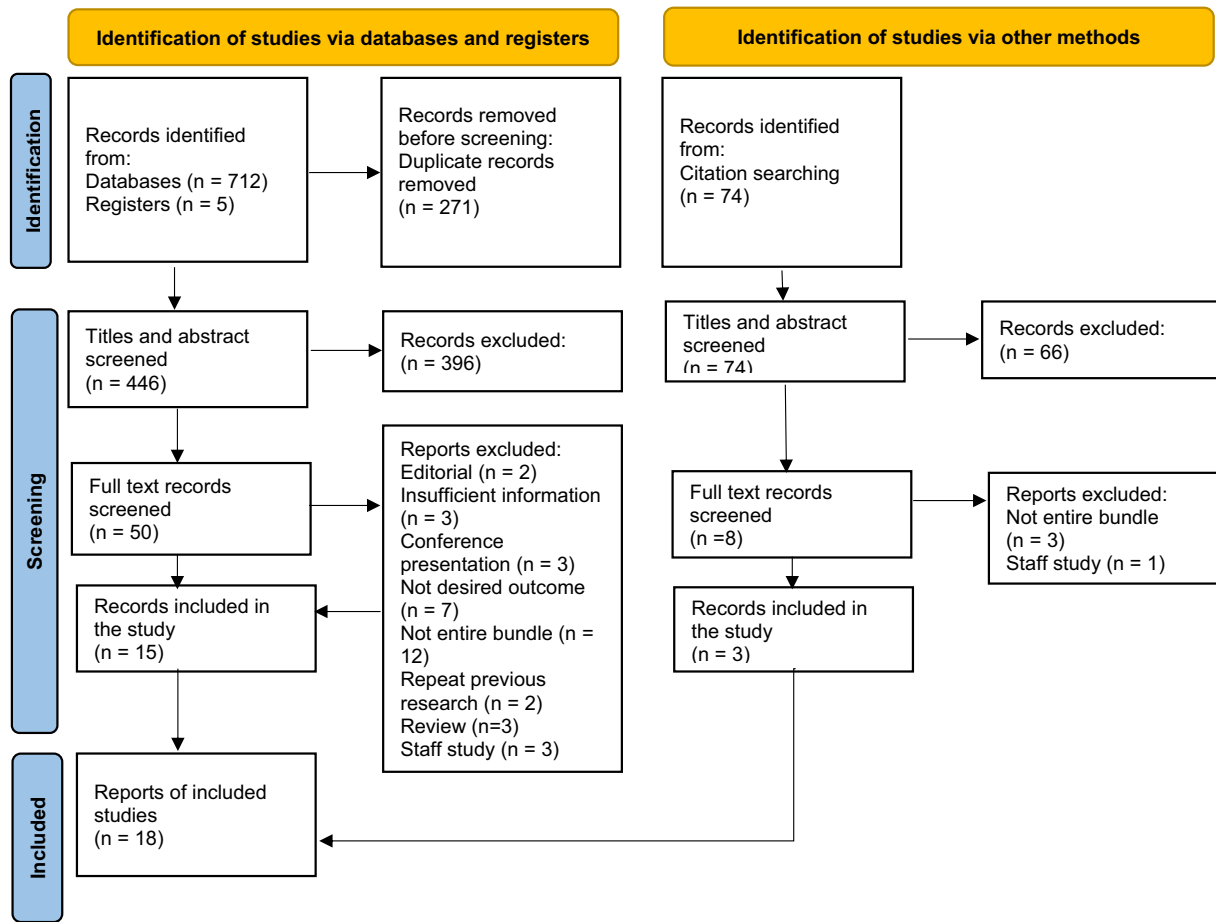 Identification of studies via databases and registers
Identification of studies via other methods
Identification
Records identified
from:
Databases (n = 712)
Registers (n = 5)
Records removed
before screening:
Duplicate records
removed
(n = 271)
Records identified
from:
Citation searching
(n = 74)
Screening
Titles and abstract
screened
(n = 446)
Records excluded:
(n = 396)
Titles and abstract
screened
(n = 74)
Records excluded:
(n = 66)
Full text records
screened
(n = 50)
Reports excluded:
Editorial (n = 2)
Insufficient information
(n = 3)
Conference
presentation (n = 3)
Not desired outcome
(n = 7)
Not entire bundle (n =
12)
Repeat previous
research (n = 2)
Review (n=3)
Staff study (n = 3)
Full text records
screened
(n =8)
Reports excluded:
Not entire bundle
(n = 3)
Staff study (n = 1)
Records included in
the study
(n = 15)
Records included in
the study
(n = 3)
Included
Reports of included
studies
(n = 18)